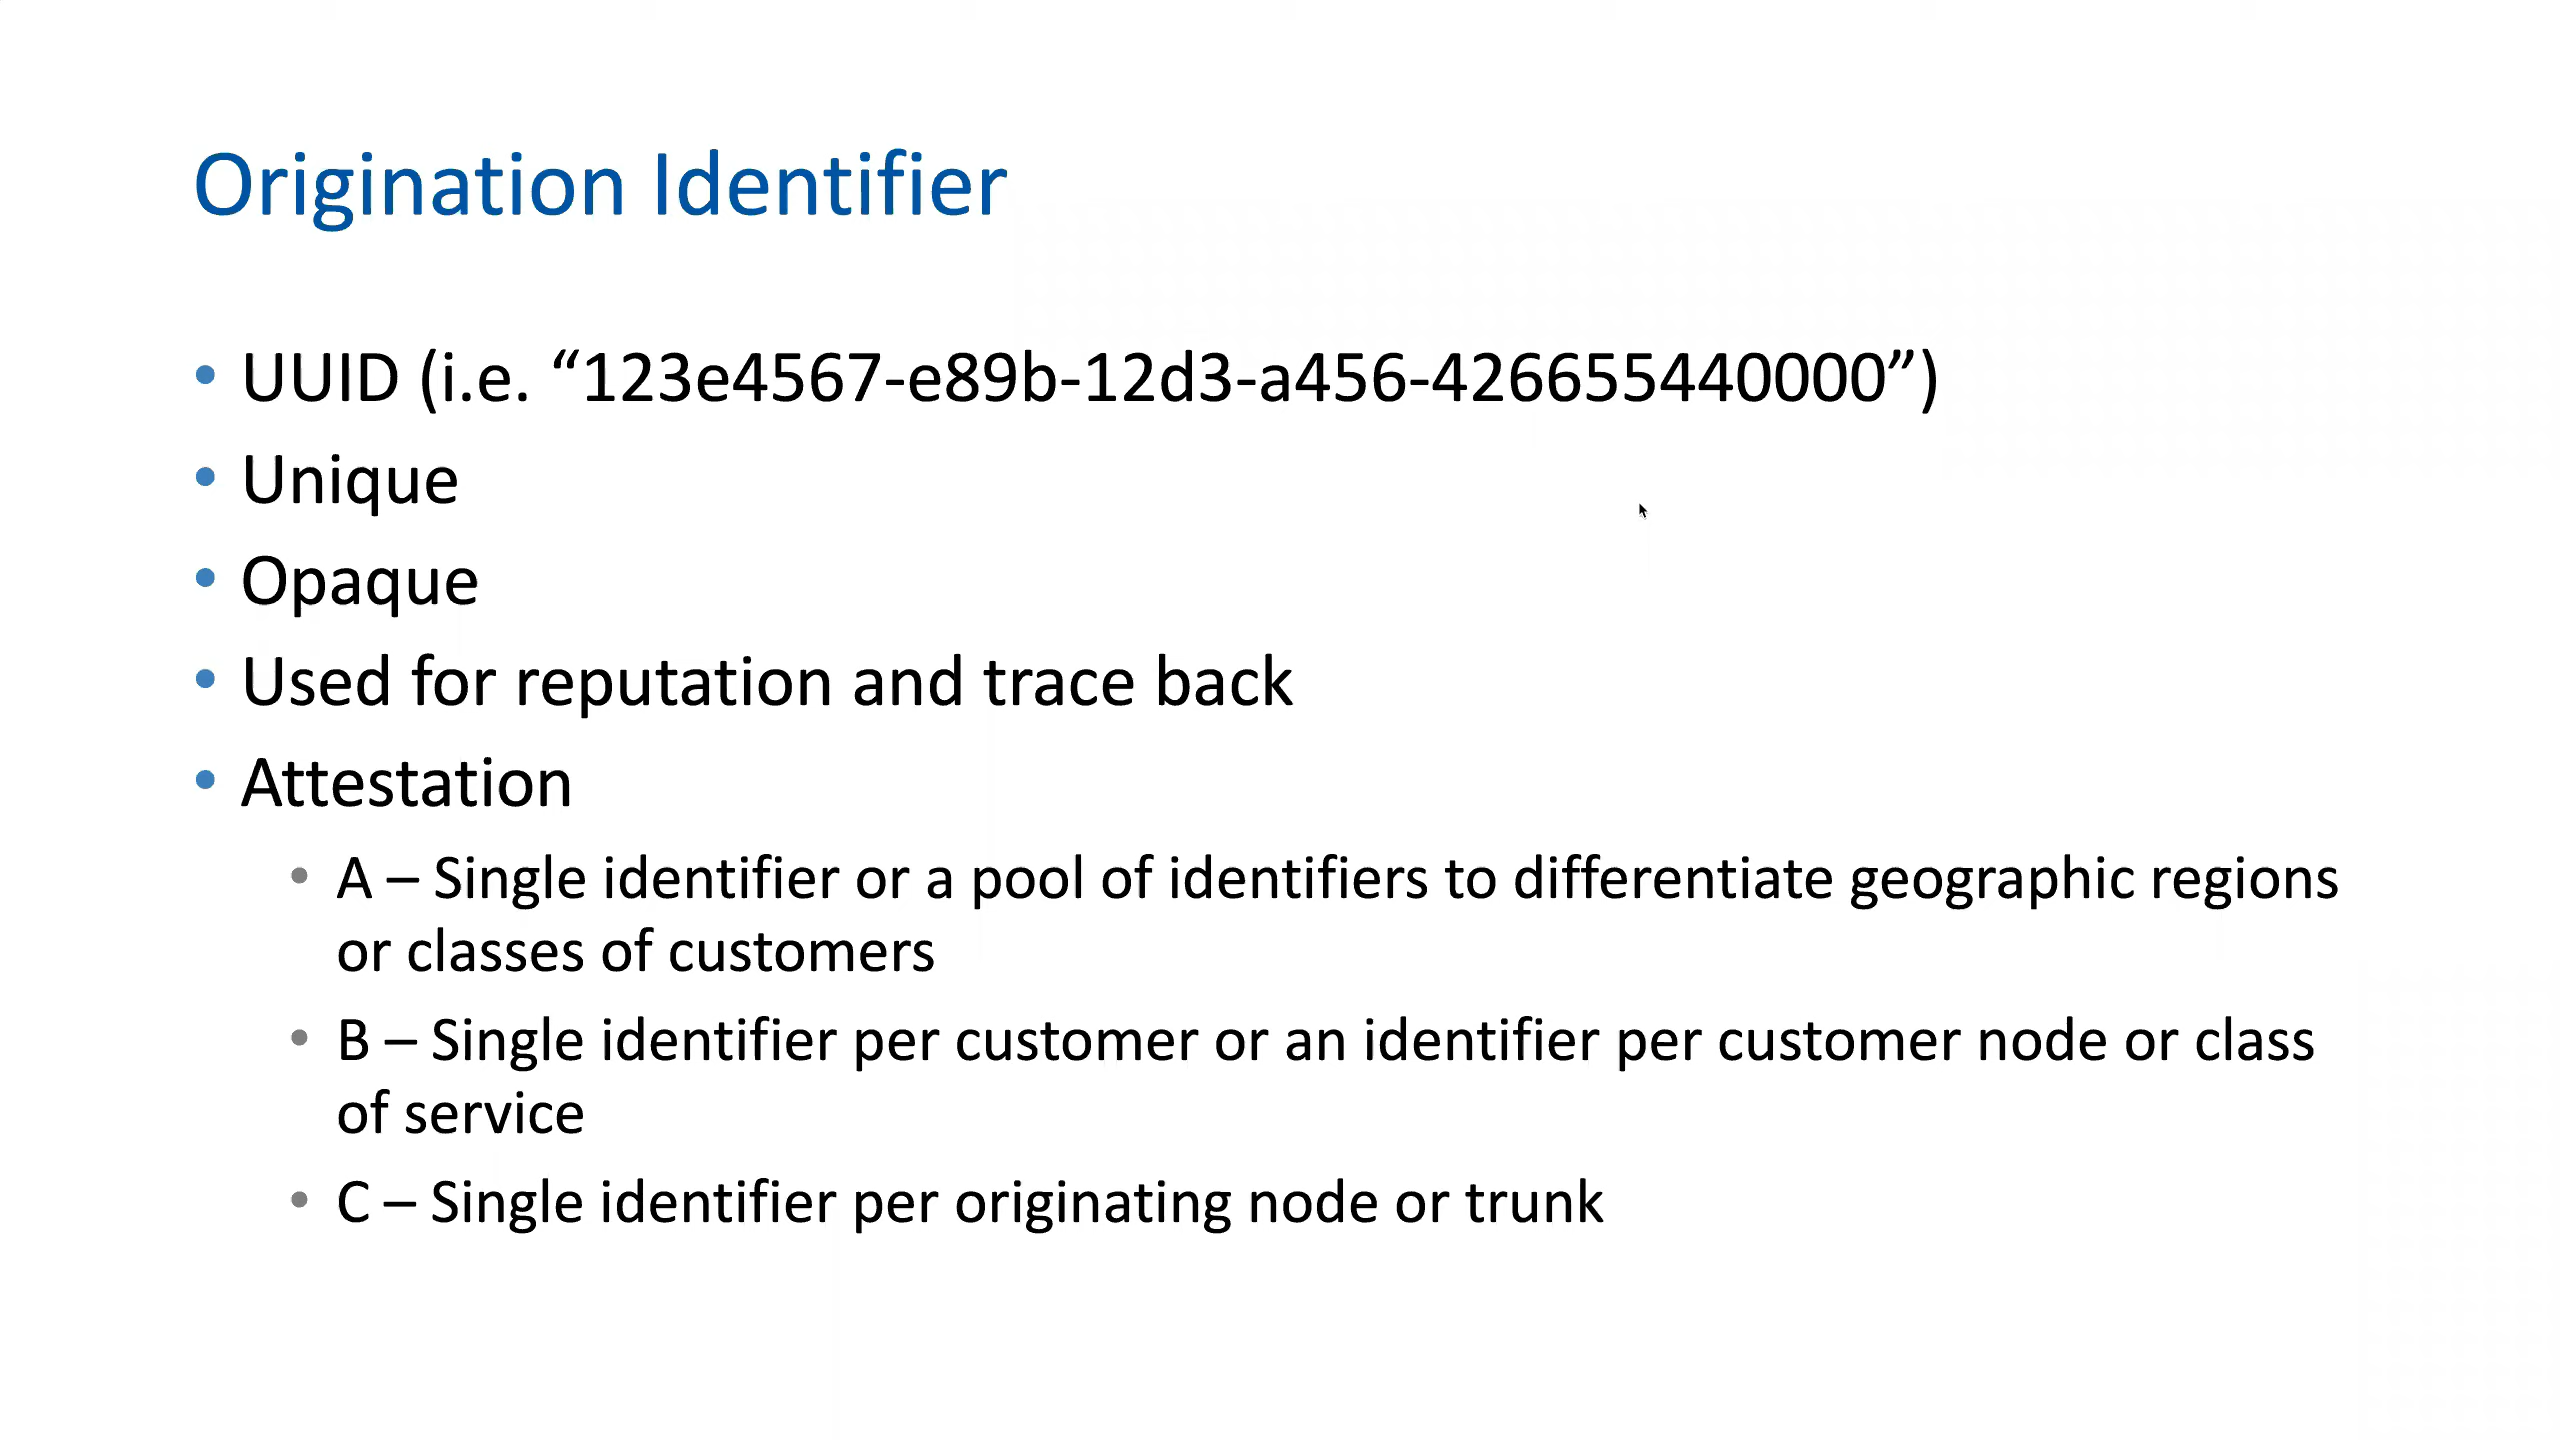 Origination Identifier
• UUID (i.e. “123e4567-e89b-12d3-a456-426655440000”)
• Unique
• Opaque
• Used for reputation and trace back
• Attestation
• A – Single identifier or a pool of identifiers to differentiate geographic regions
or classes of customers
• B – Single identifier per customer or an identifier per customer node or class
of service
• C – Single identifier per originating node or trunk